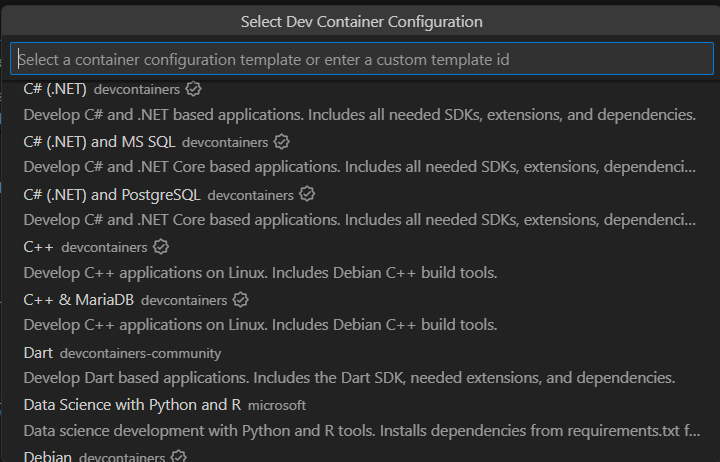 Select Dev Container Configuration
Select a container configuration template or enter a custom template id
C# (.NET) devcontainers
Develop C# and .NET based applications. Includes all needed SDKs, extensions, and dependencies.
C# (.NET) and MS SQL devcontainers
Develop C# and .NET Core based applications. Includes all needed SDKs, extensions, dependenci...
C# (.NET) and PostgreSQL devcontainers
Develop C# and .NET Core based applications. Includes all needed SDKs, extensions, dependenci...
C++ devcontainers
Develop C++ applications on Linux. Includes Debian C++ build tools.
C++ & MariaDB devcontainers
Develop C++ applications on Linux. Includes Debian C++ build tools.
Dart devcontainers-community
Develop Dart based applications. Includes the Dart SDK, needed extensions, and dependencies.
Data Science with Python and R microsoft
Data science development with Python and R tools. Installs dependencies from requirements.txt f...
Debian devcontainers